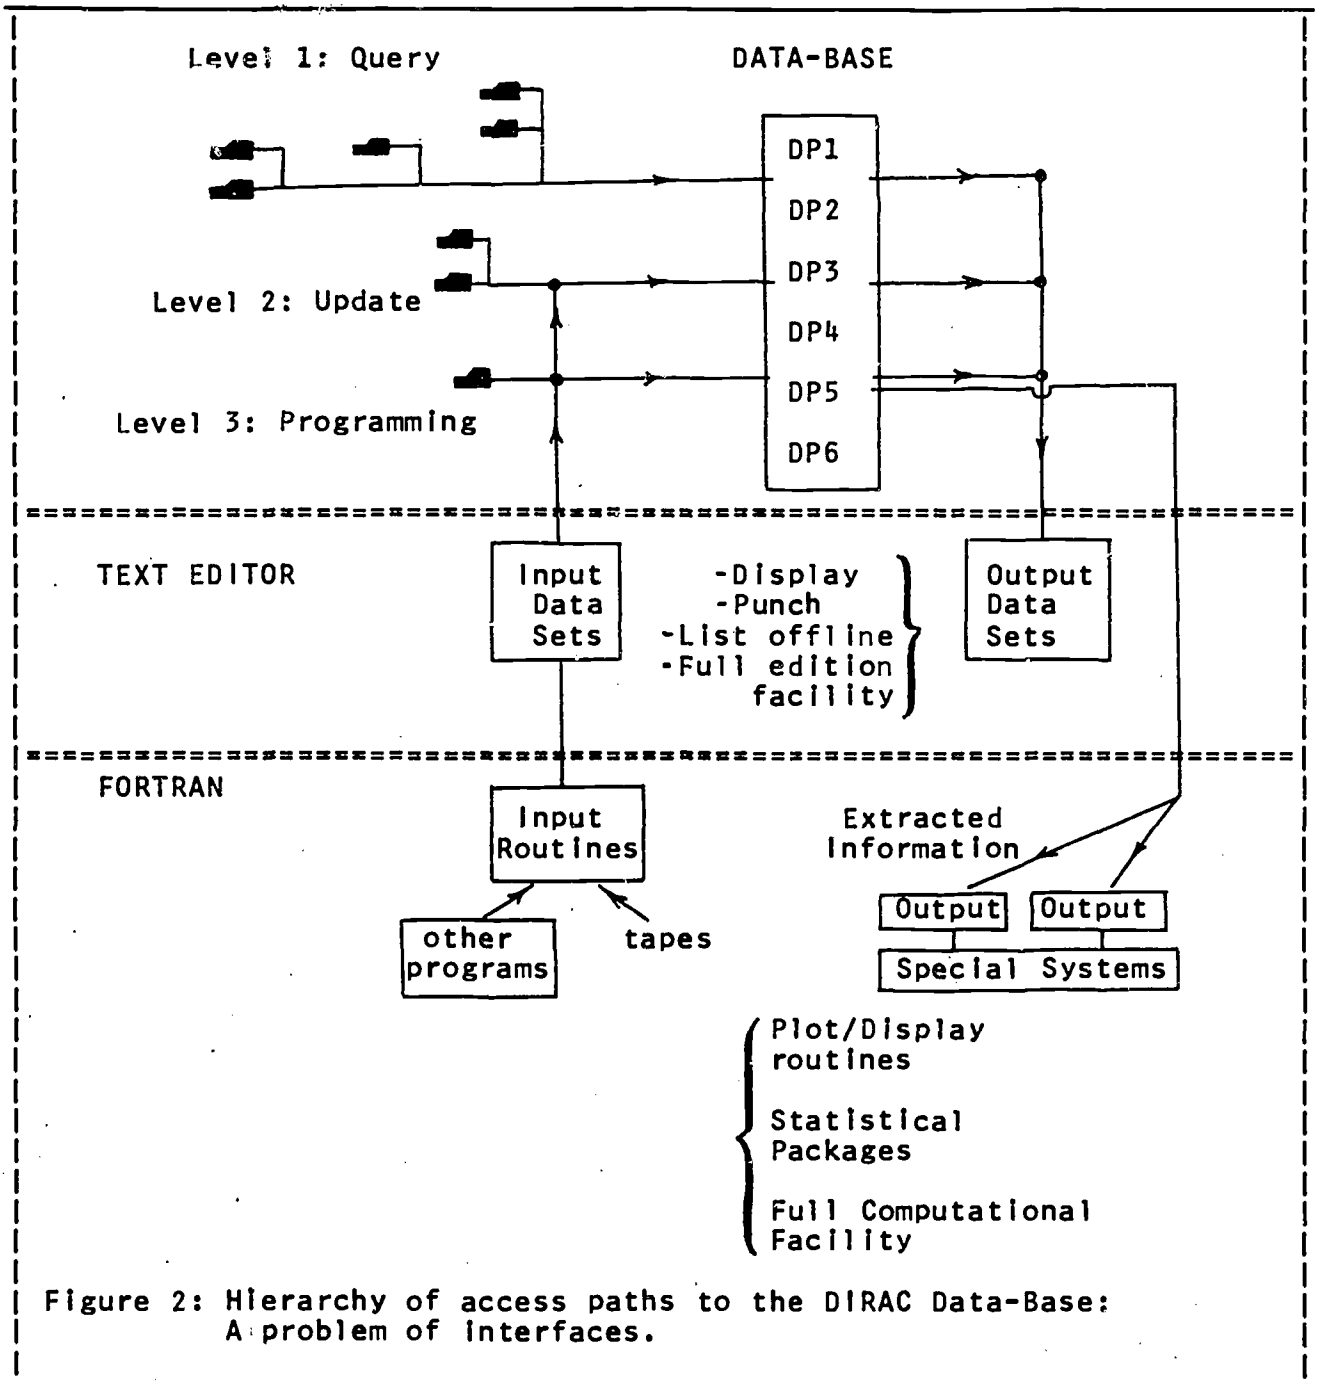 Level 1: Query
DATA-BASE
DP1
DP2
DP3
DP4
DP5
DP6
Level 2: Update
Level 3: Programming
TEXT EDITOR
Input
Data
Sets
-Display
-Punch
-List offline
-Full edition
facility
Output
Data
Sets
FORTRAN
Input
Routines
other
programs
tapes
Extracted
Information
Output
Output
Special Systems
Plot/Display
routines
Statistical
Packages
Full Computational
Facility
Figure 2: Hierarchy of access paths to the DIRAC Data-Base:
A problem of interfaces.